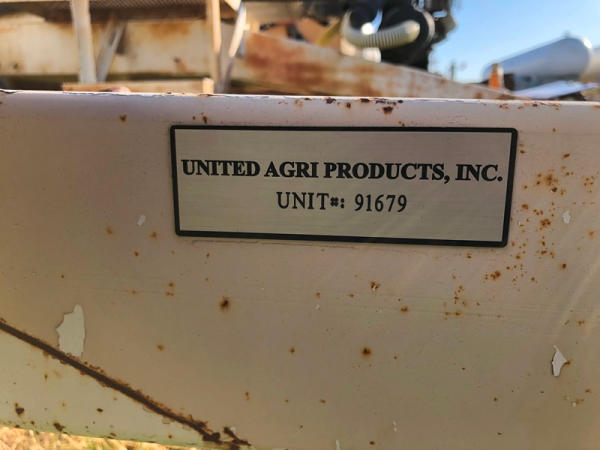 UNITED AGRI PRODUCTS, INC.
UNIT#: 91679